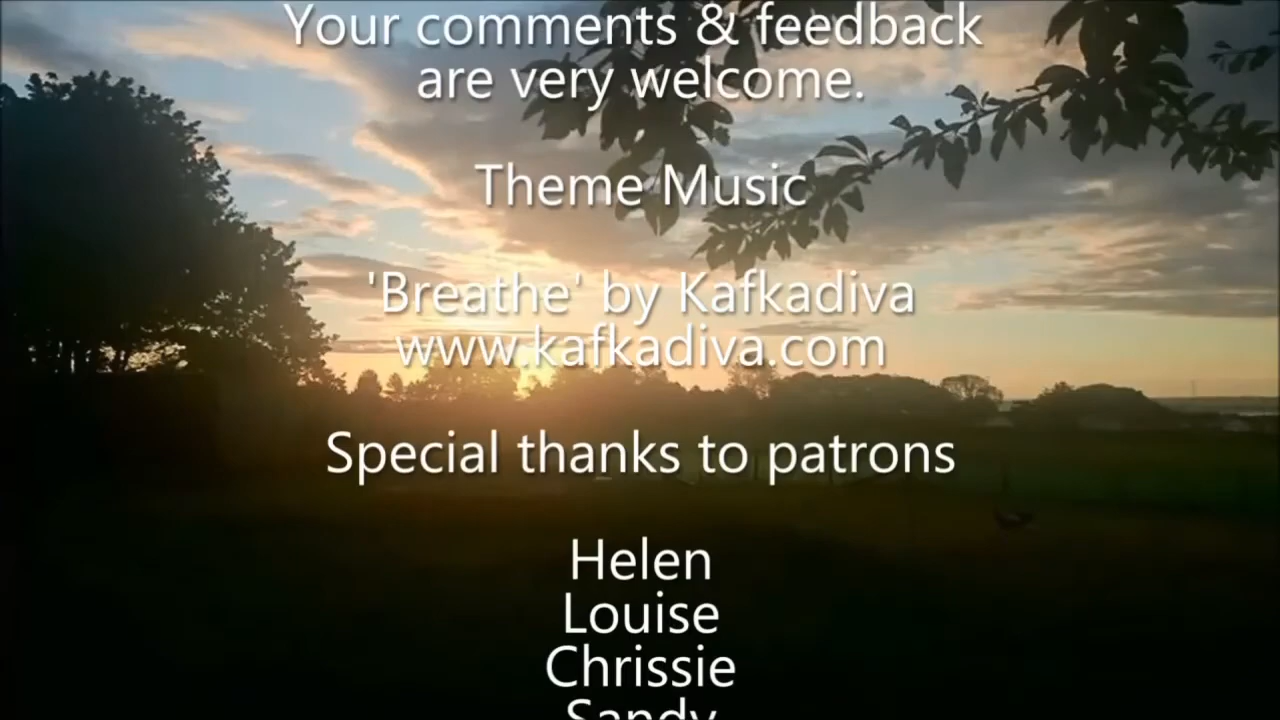 Your comments & feedback
are very welcome.
Theme Music
'Breathe' by Kafkadiva
www.kafkadiva.com
Special thanks to patrons
Helen
Louise
Chrissie
Sandy